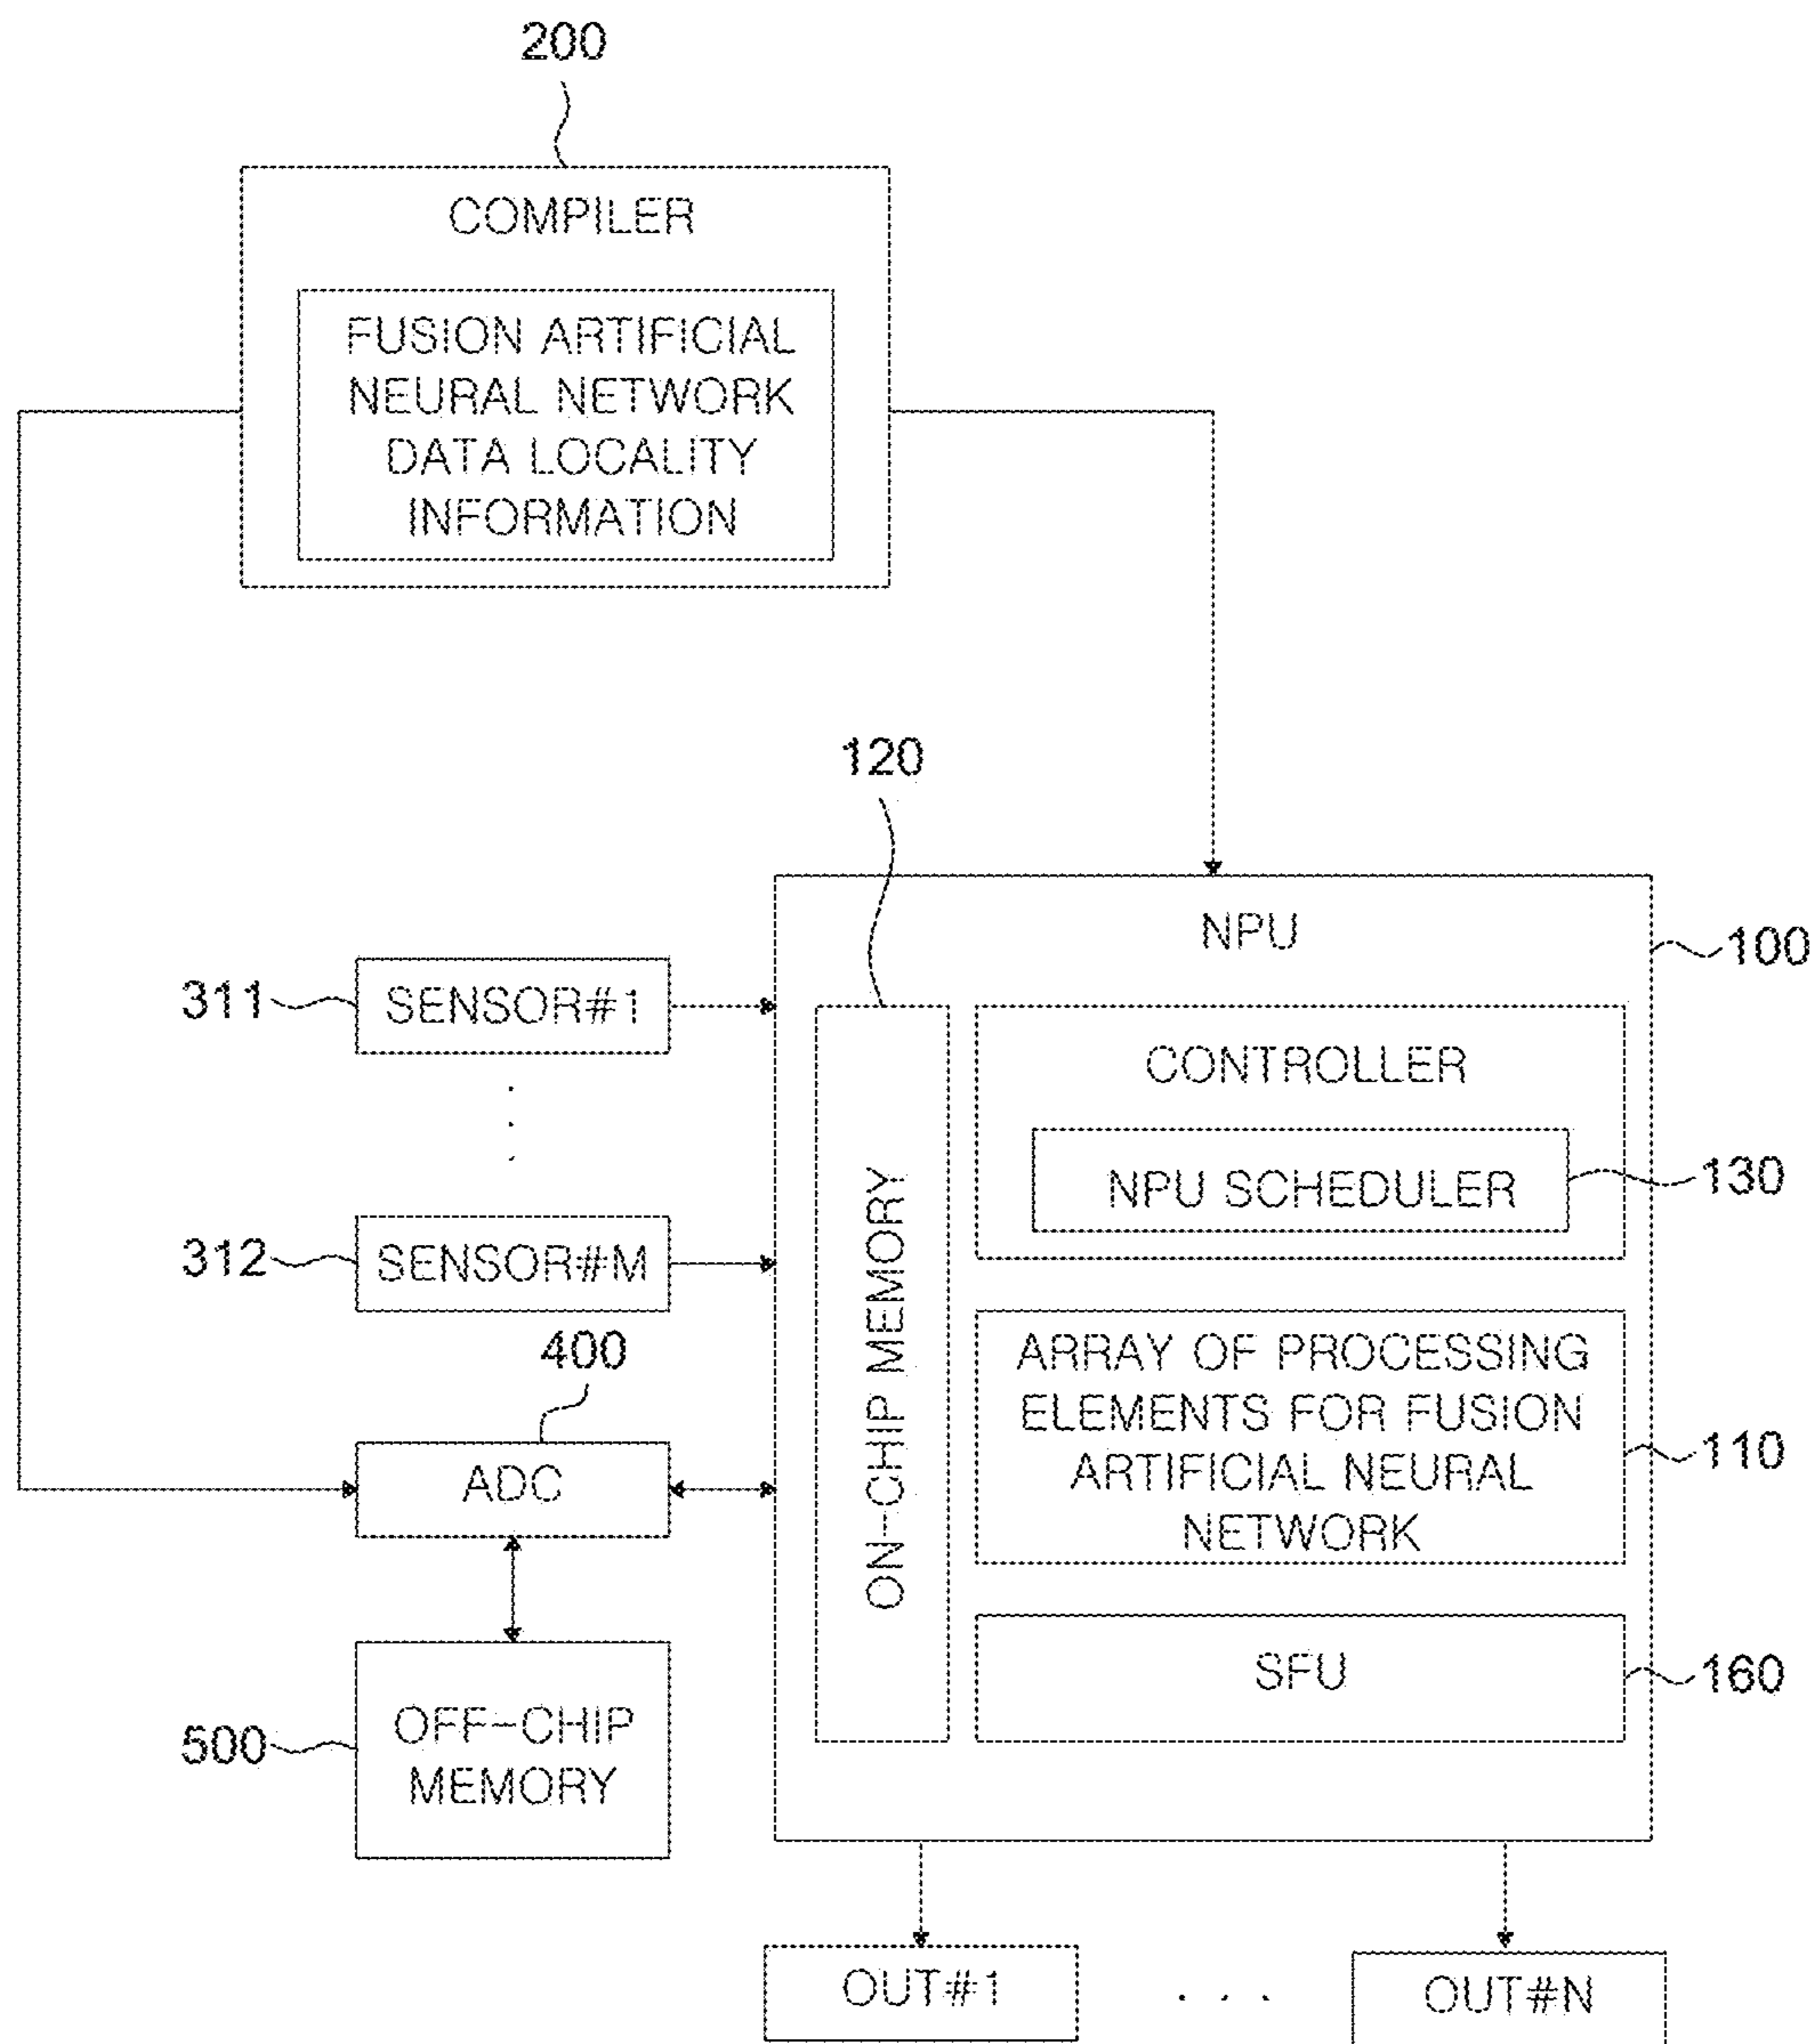 200
COMPILER
FUSION ARTIFICIAL
NEURAL NETWORK
DATA LOCALITY
INFORMATION
120
NPU
100
311
SENSOR#1
CONTROLLER
NPU SCHEDULER
130
312
SENSOR#M
ON-CHIP MEMORY
ARRAY OF PROCESSING
ELEMENTS FOR FUSION
ARTIFICIAL NEURAL
NETWORK
110
400
ADC
SFU
160
500
OFF-CHIP
MEMORY
OUT#1
. . .
OUT#N